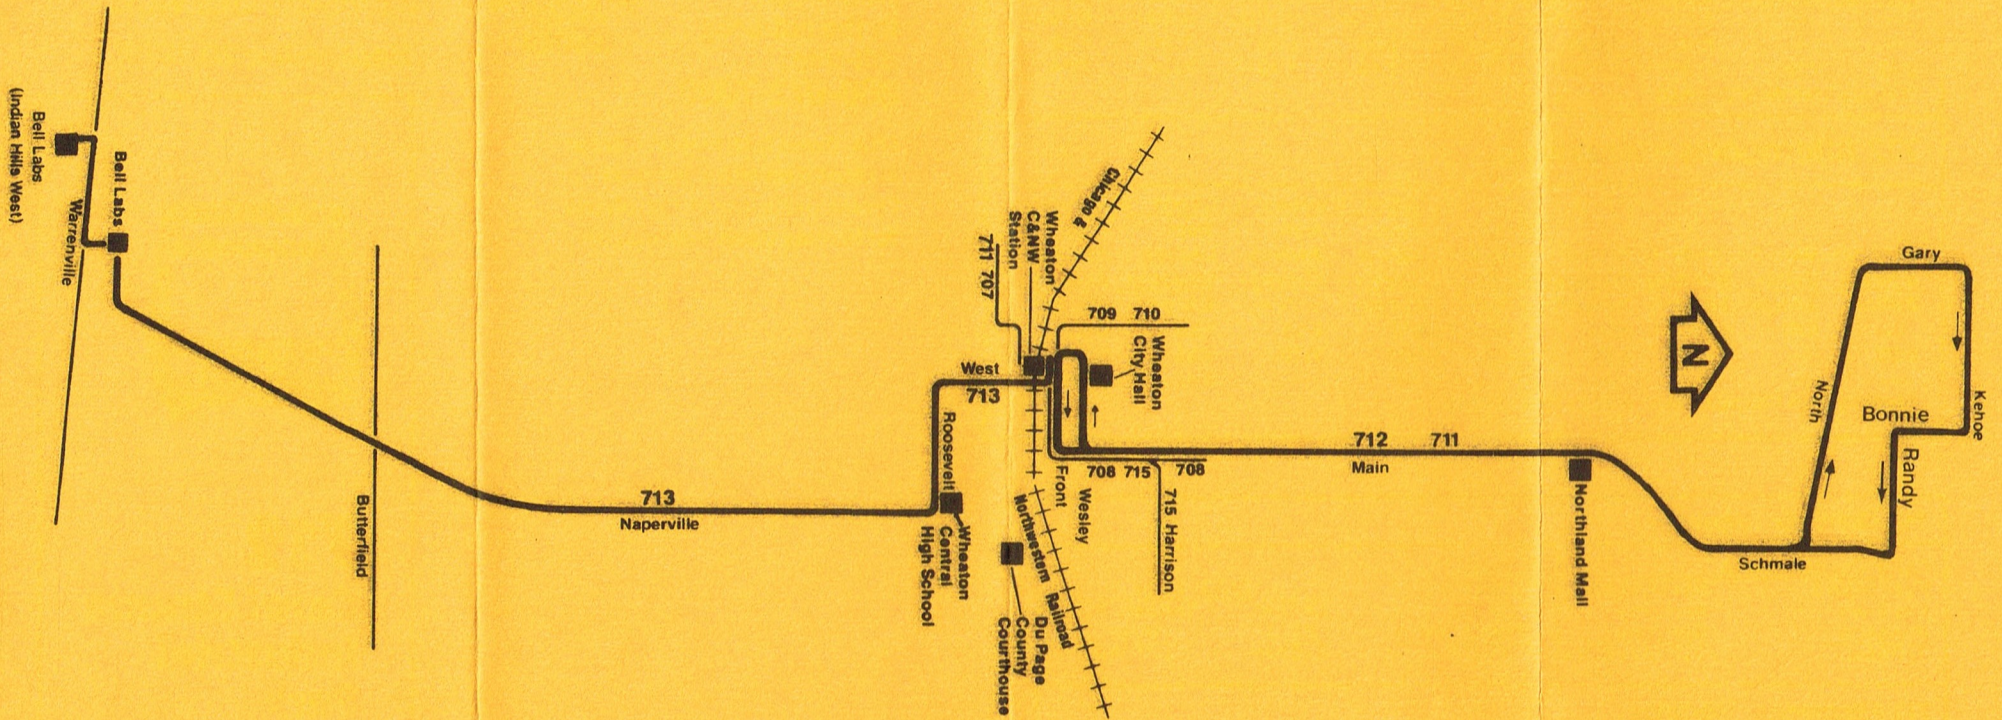 Bell Labs
(Indian Hills West)
Bell Labs
Warrenville
Butterfield
713
Naperville
Roosevelt
West
713
Wheaton
Central
High School
Du Page
County
Courthouse
711 707
Wheaton
C&NW
Station
Chicago &
Northwestern Railroad
709 710
Wheaton
City Hall
Front
Wesley
708 715 708
715 Harrison
712 711
Main
Northland Mall
N
Schmale
North
Gary
Kehoe
Bonnie
Randy